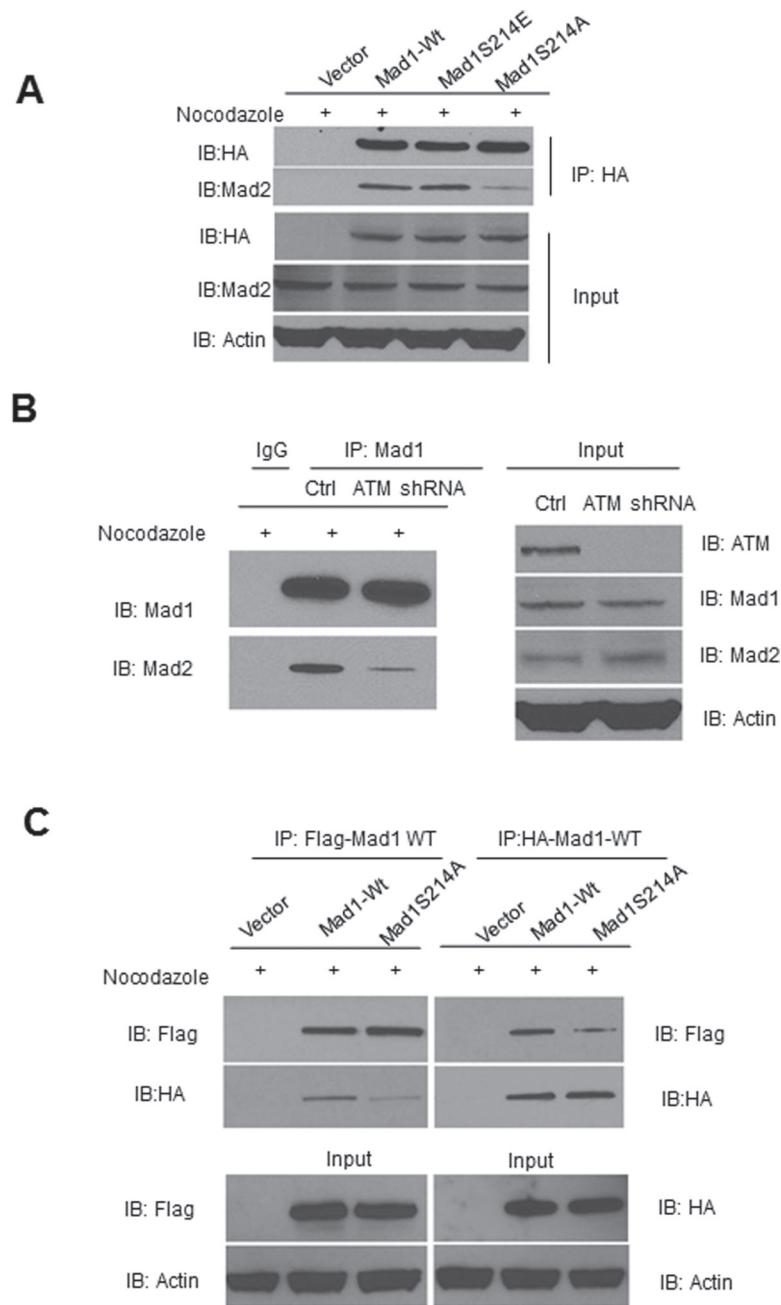 A
Vector Mad1-Wt Mad1S214E Mad1S214A
Nocodazole + + + +
IB:HA
IB:Mad2
IP: HA
IB:HA
IB:Mad2
IB: Actin
Input
B
IgG IP: Mad1 Input
Ctrl ATM shRNA
Ctrl ATM shRNA
Nocodazole + + +
IB: Mad1
IB: Mad2
IB: ATM
IB: Mad1
IB: Mad2
IB: Actin
C
IP: Flag-Mad1 WT IP:HA-Mad1-WT
Vector Mad1-Wt Mad1S214A Vector Mad1-Wt Mad1S214A
Nocodazole + + + + + +
IB: Flag IB: Flag
IB:HA IB:HA
Input Input
IB: Flag IB: HA
IB: Actin IB: Actin